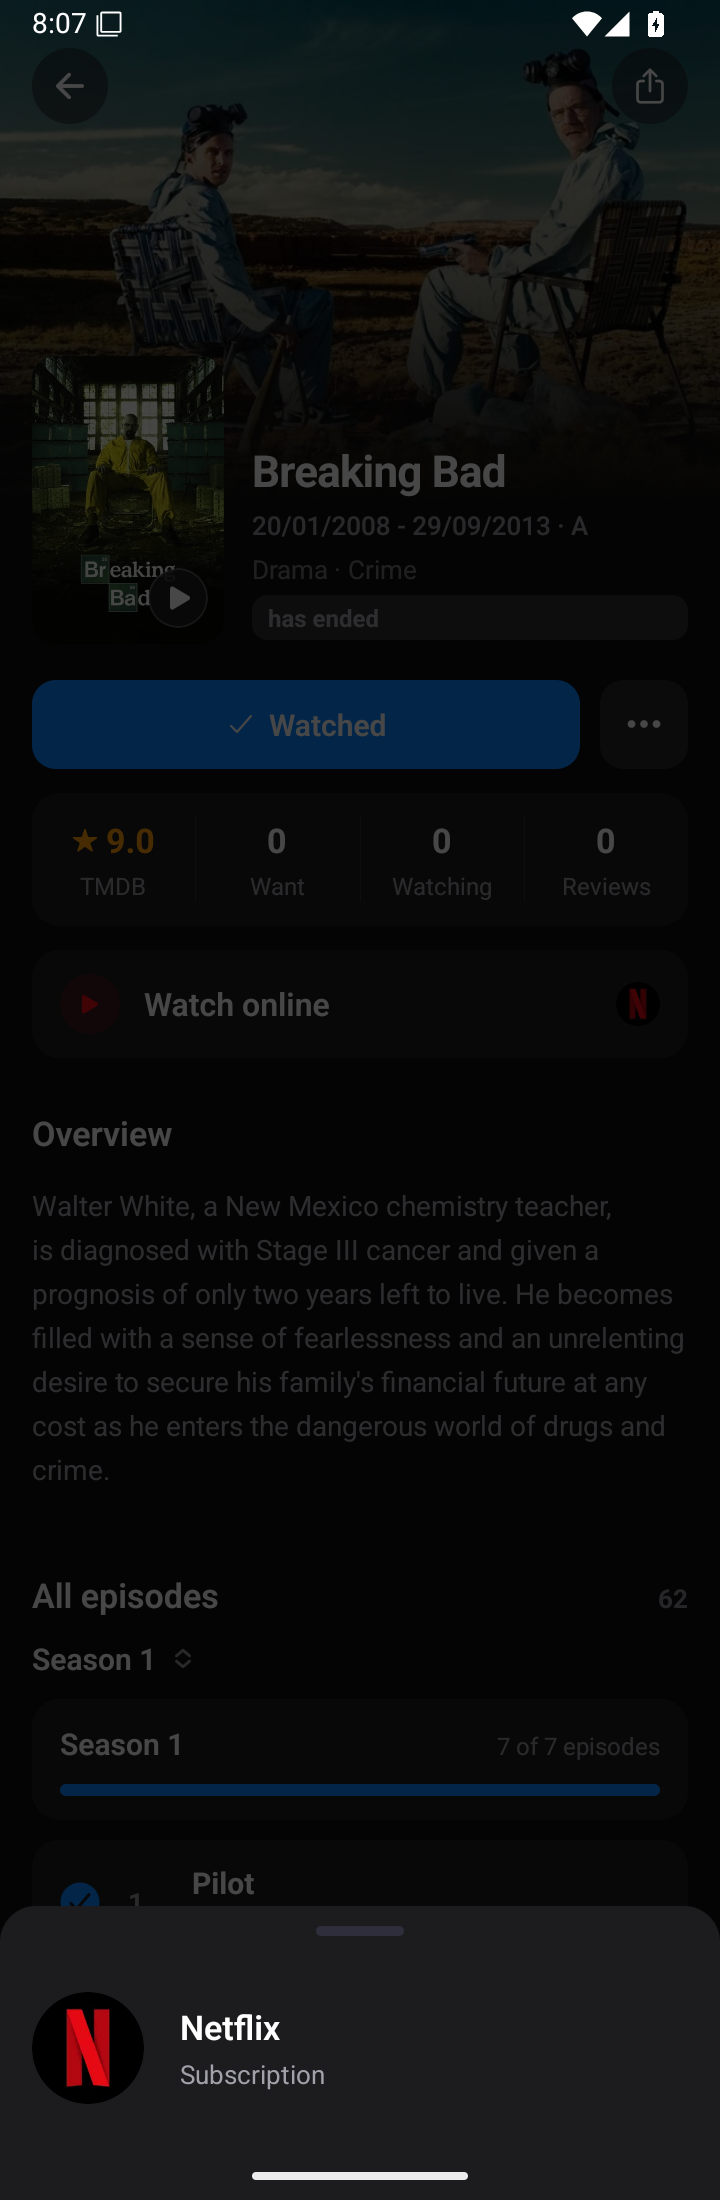 8:07
Breaking
Bad
Breaking Bad
20/01/2008 - 29/09/2013 · A
Drama · Crime
has ended
Watched
★ 9.0
TMDB
0
Want
0
Watching
0
Reviews
Watch online
N
Overview
Walter White, a New Mexico chemistry teacher,
is diagnosed with Stage III cancer and given a
prognosis of only two years left to live. He becomes
filled with a sense of fearlessness and an unrelenting
desire to secure his family's financial future at any
cost as he enters the dangerous world of drugs and
crime.
All episodes
62
Season 1
Season 1
7 of 7 episodes
1
Pilot
N
Netflix
Subscription